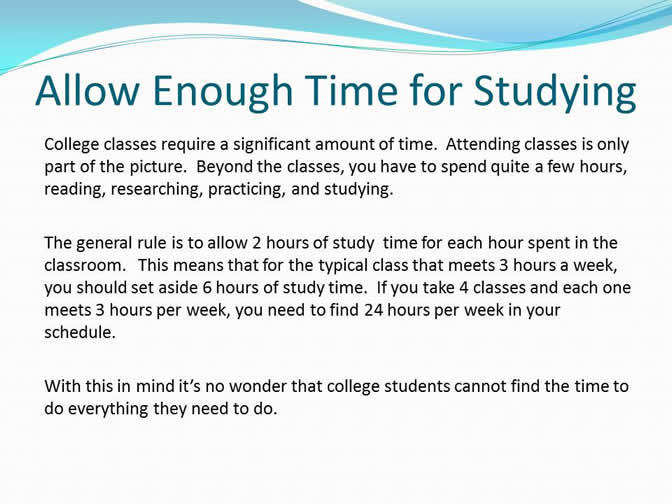 Allow Enough Time for Studying
College classes require a significant amount of time.  Attending classes is only
part of the picture.  Beyond the classes, you have to spend quite a few hours,
reading, researching, practicing, and studying.
The general rule is to allow 2 hours of study  time for each hour spent in the
classroom.   This means that for the typical class that meets 3 hours a week,
you should set aside 6 hours of study time.  If you take 4 classes and each one
meets 3 hours per week, you need to find 24 hours per week in your
schedule.
With this in mind it’s no wonder that college students cannot find the time to
do everything they need to do.